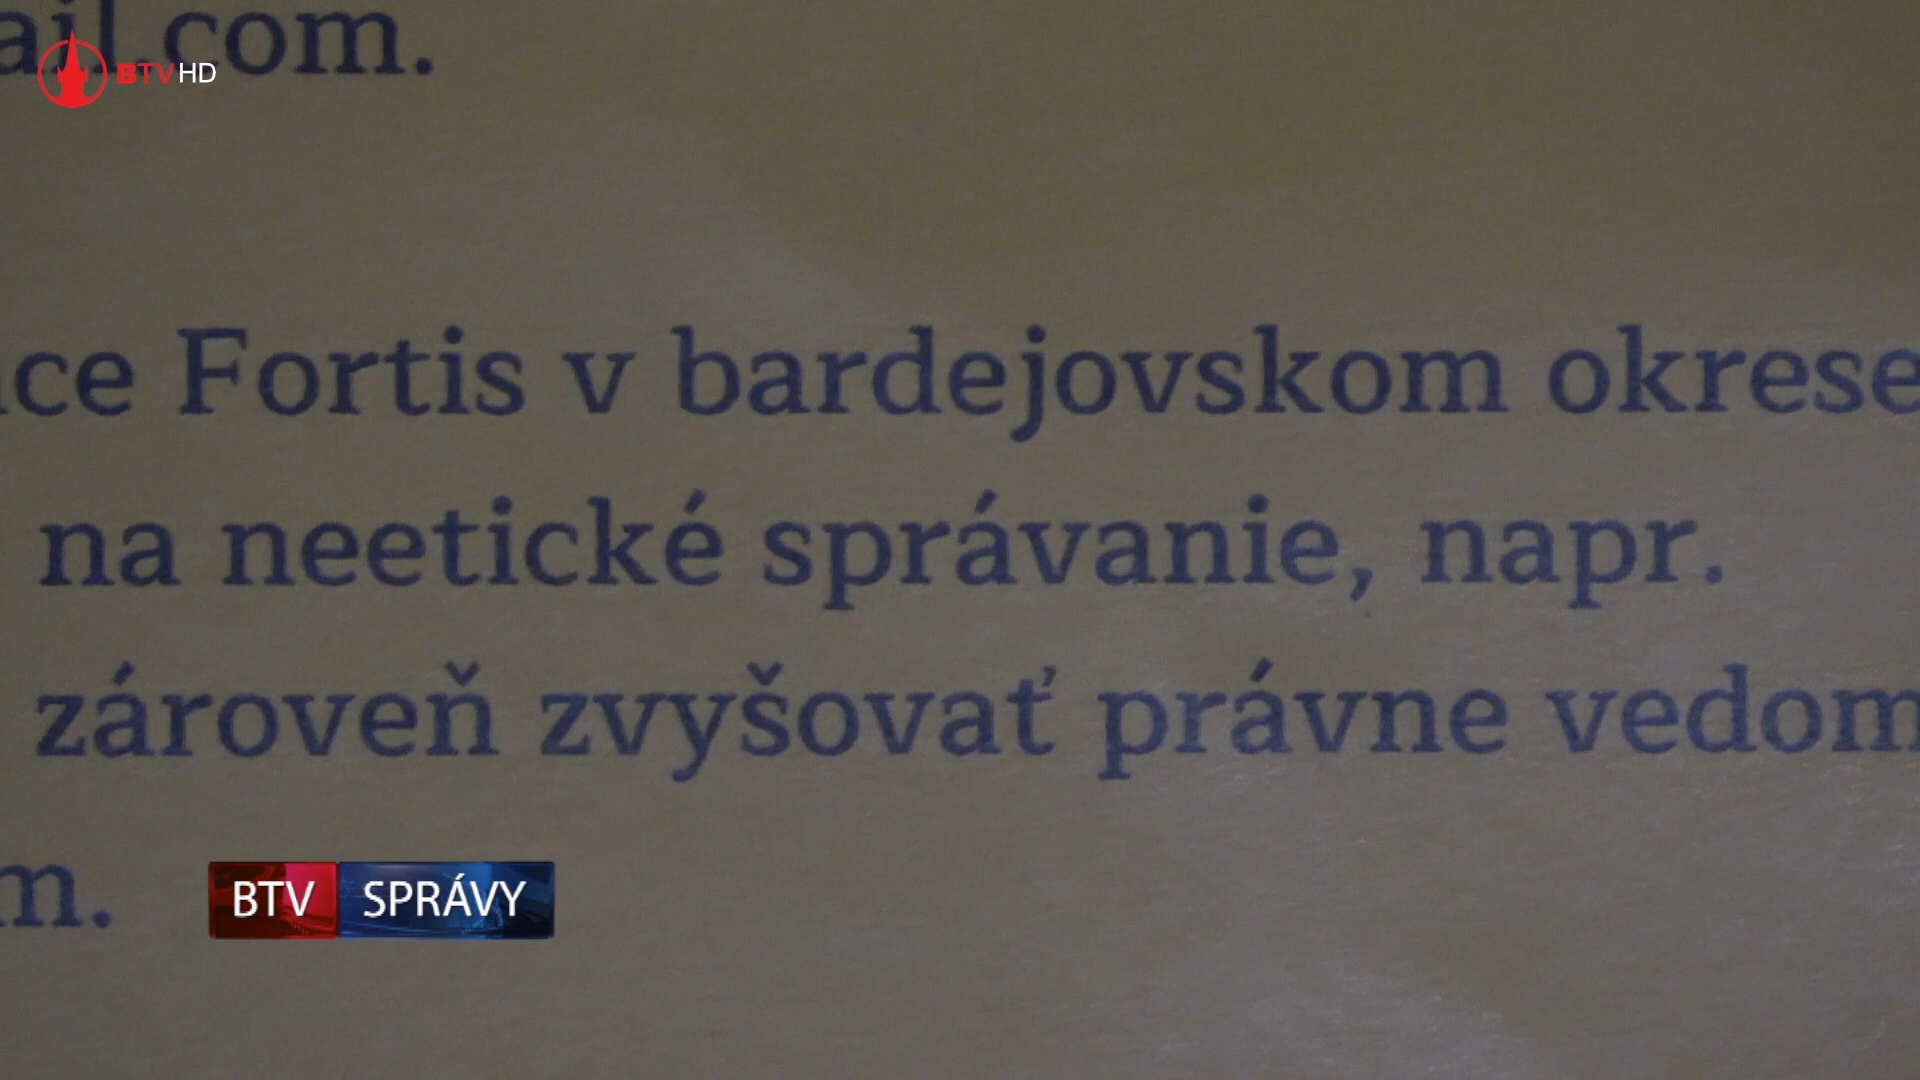 ail.com.
BTV HD
ce Fortis v bardejovskom okrese
na neetické správanie, napr.
zároveň zvyšovať právne vedom
m.
BTV SPRÁVY